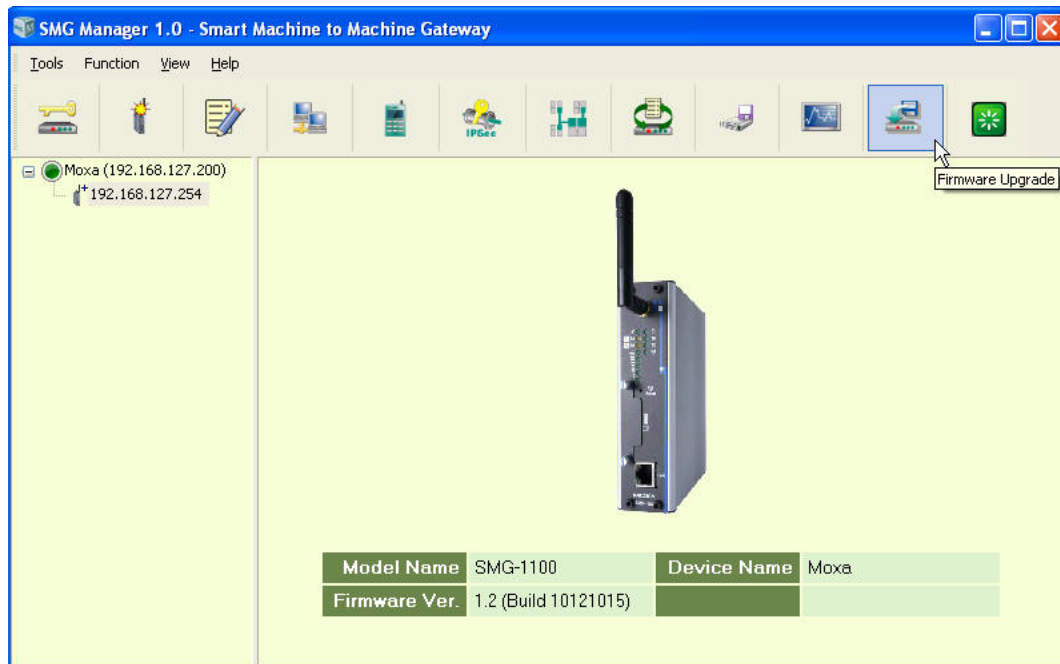 SMG Manager 1.0 - Smart Machine to Machine Gateway
Tools Function View Help
IPSec
Firmware Upgrade
Moxa (192.168.127.200)
192.168.127.254
Model Name SMG-1100 Device Name Moxa
Firmware Ver. 1.2 (Build 10121015)